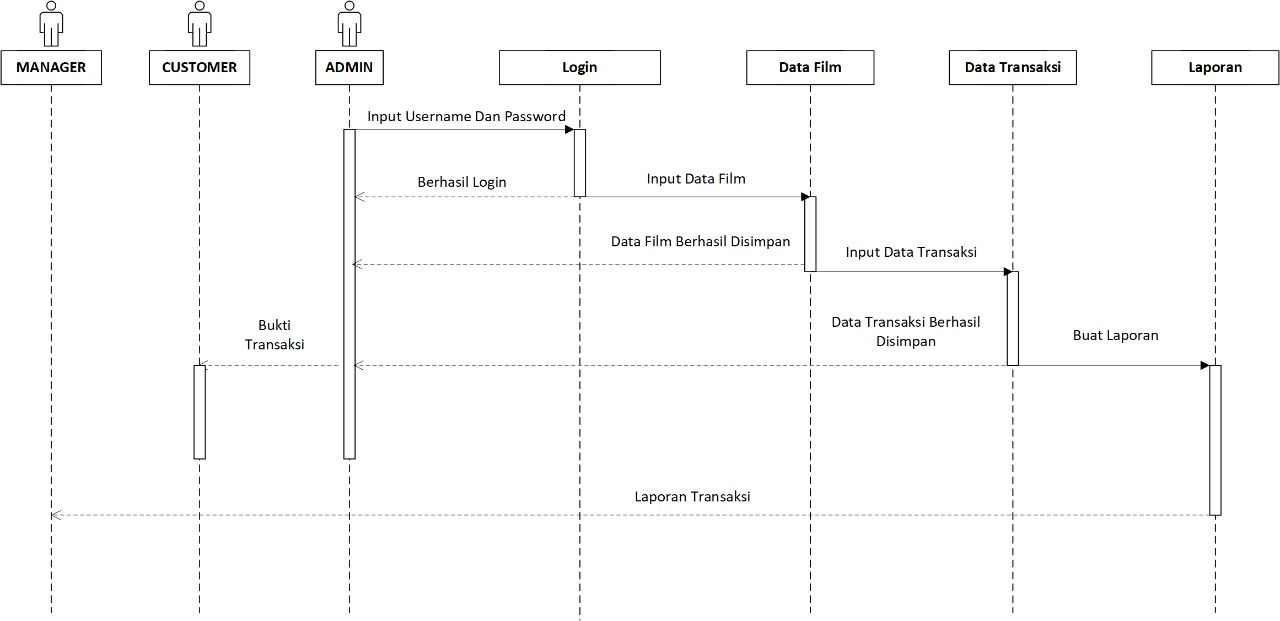 MANAGER
CUSTOMER
ADMIN
Login
Data Film
Data Transaksi
Laporan
Input Username Dan Password
Berhasil Login
Input Data Film
Data Film Berhasil Disimpan
Input Data Transaksi
Bukti
Transaksi
Data Transaksi Berhasil
Disimpan
Buat Laporan
Laporan Transaksi